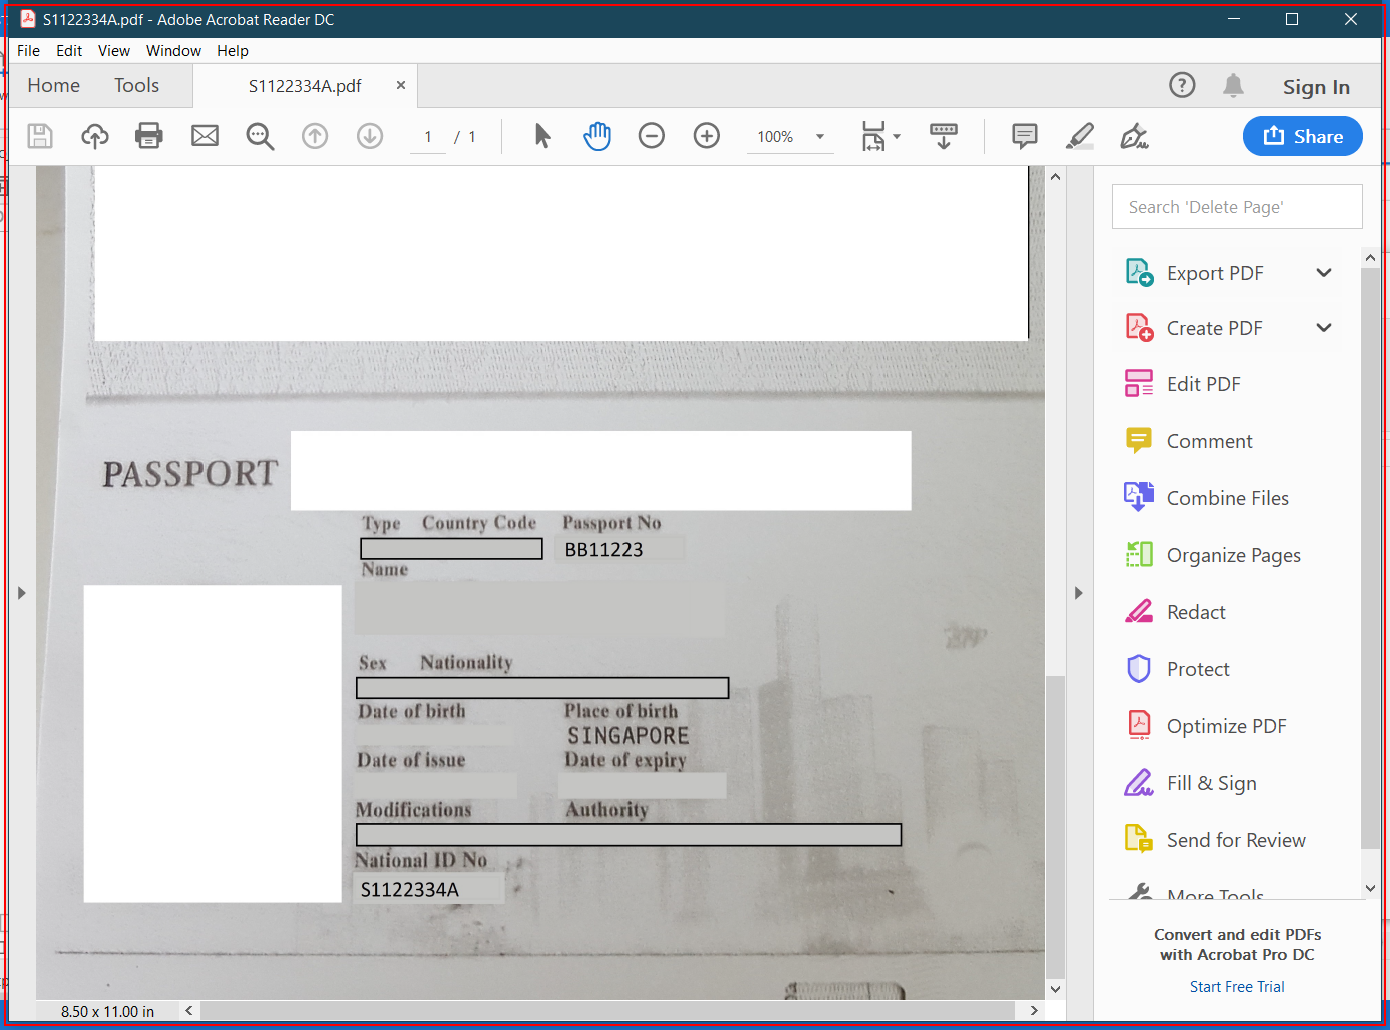 S1122334A.pdf - Adobe Acrobat Reader DC
File Edit View Window Help
Home Tools S1122334A.pdf Sign In
1 / 1 100% Share
Search 'Delete Page'
Export PDF
Create PDF
Edit PDF
Comment
Combine Files
Organize Pages
Redact
Protect
Optimize PDF
Fill & Sign
Send for Review
More Tools
Convert and edit PDFs
with Acrobat Pro DC
Start Free Trial
PASSPORT
Type Country Code Passport No
BB11223
Name
Sex Nationality
Date of birth Place of birth
SINGAPORE
Date of issue Date of expiry
Modifications Authority
National ID No
S1122334A
8.50 x 11.00 in